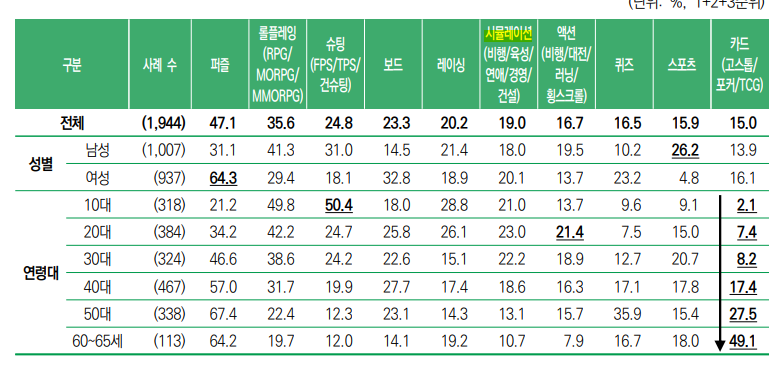 (단위: %, 1+2+3순위)
구분 사례 수 퍼즐 롤플레잉 (RPG/ MORPG/ MMORPG) 슈팅 (FPS/TPS/ 건슈팅) 보드 레이싱 시뮬레이션 (비행/육성/ 연애/경영/ 건설) 액션 (비행/대전/ 러닝/ 횡스크롤) 퀴즈 스포츠 카드 (고스톱/ 포커/TCG)
전체 (1,944) 47.1 35.6 24.8 23.3 20.2 19.0 16.7 16.5 15.9 15.0
성별 남성 (1,007) 31.1 41.3 31.0 14.5 21.4 18.0 19.5 10.2 26.2 13.9
여성 (937) 64.3 29.4 18.1 32.8 18.9 20.1 13.7 23.2 4.8 16.1
연령대 10대 (318) 21.2 49.8 50.4 18.0 28.8 21.0 13.7 9.6 9.1 2.1
20대 (384) 34.2 42.2 24.7 25.8 26.1 23.0 21.4 7.5 15.0 7.4
30대 (324) 46.6 38.6 24.2 22.6 15.1 22.2 18.9 12.7 20.7 8.2
40대 (467) 57.0 31.7 19.9 27.7 17.4 18.6 16.3 17.1 17.8 17.4
50대 (338) 67.4 22.4 12.3 23.1 14.3 13.1 15.7 35.9 15.4 27.5
60~65세 (113) 64.2 19.7 12.0 14.1 19.2 10.7 7.9 16.7 18.0 49.1